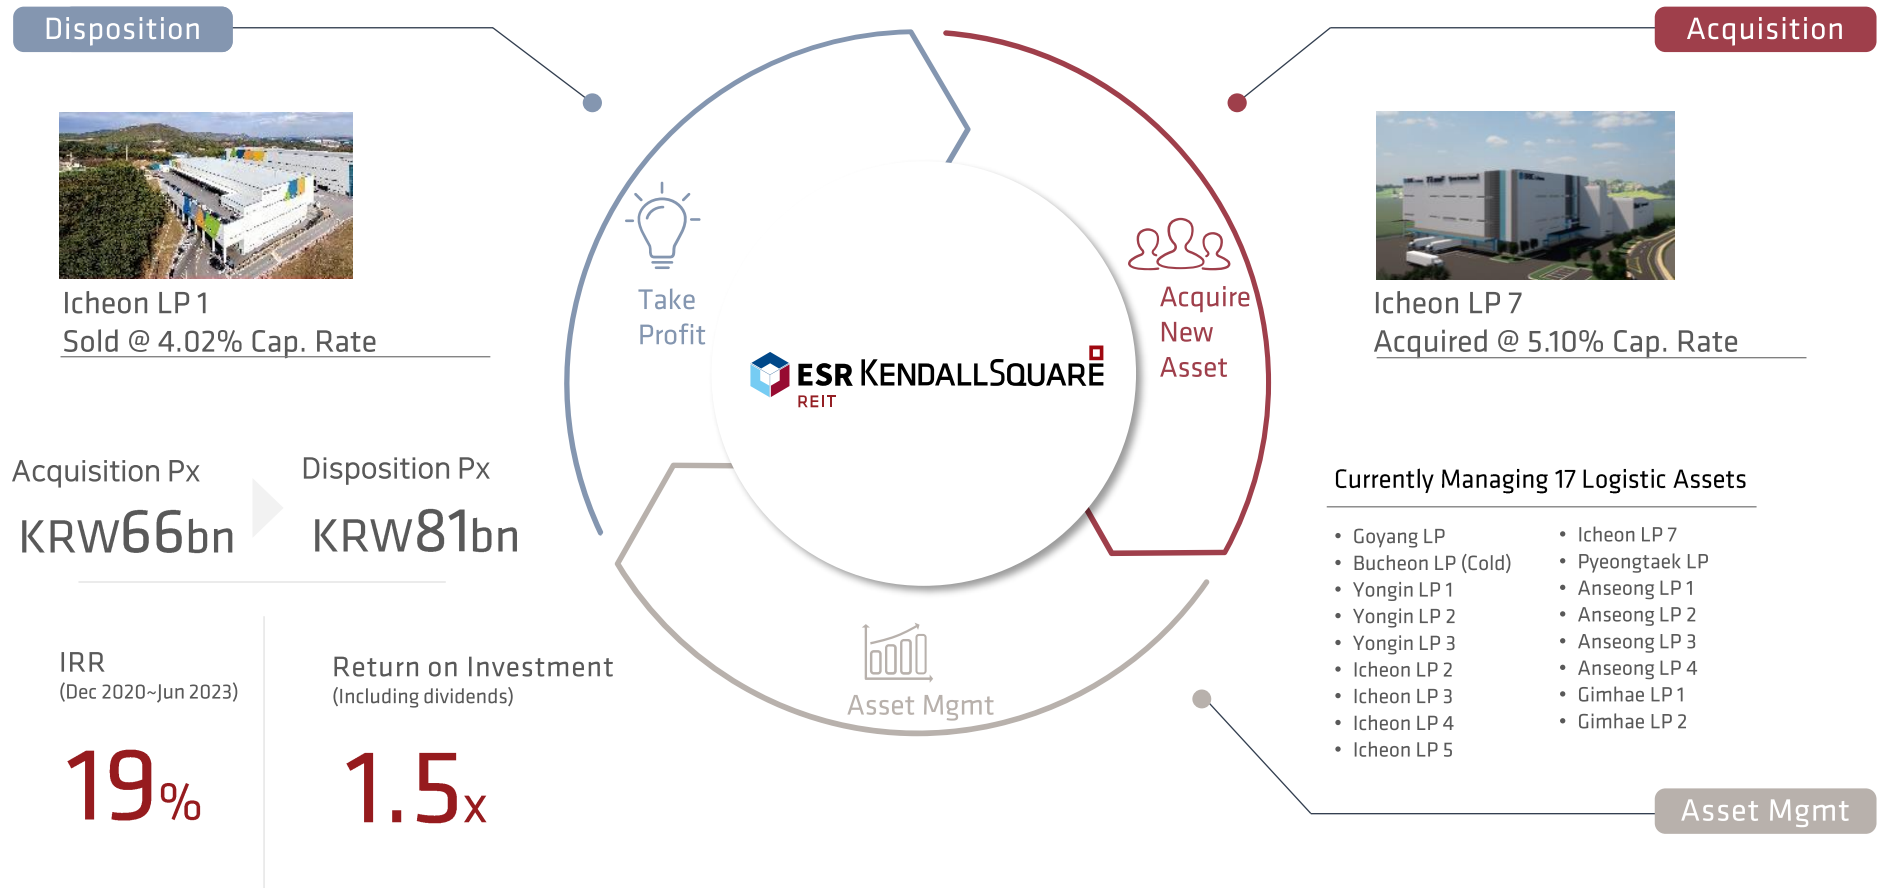 Disposition
Acquisition
Icheon LP 1
Sold @ 4.02% Cap. Rate
Take
Profit
Acquire
New
Asset
Icheon LP 7
Acquired @ 5.10% Cap. Rate
ESR KENDALLSQUARE
REIT
Acquisition Px
KRW66bn
Disposition Px
KRW81bn
IRR
(Dec 2020~Jun 2023)
19%
Return on Investment
(Including dividends)
1.5x
Asset Mgmt
Currently Managing 17 Logistic Assets
• Goyang LP
• Bucheon LP (Cold)
• Yongin LP 1
• Yongin LP 2
• Yongin LP 3
• Icheon LP 2
• Icheon LP 3
• Icheon LP 4
• Icheon LP 5
• Icheon LP 7
• Pyeongtaek LP
• Anseong LP 1
• Anseong LP 2
• Anseong LP 3
• Anseong LP 4
• Gimhae LP 1
• Gimhae LP 2
Asset Mgmt